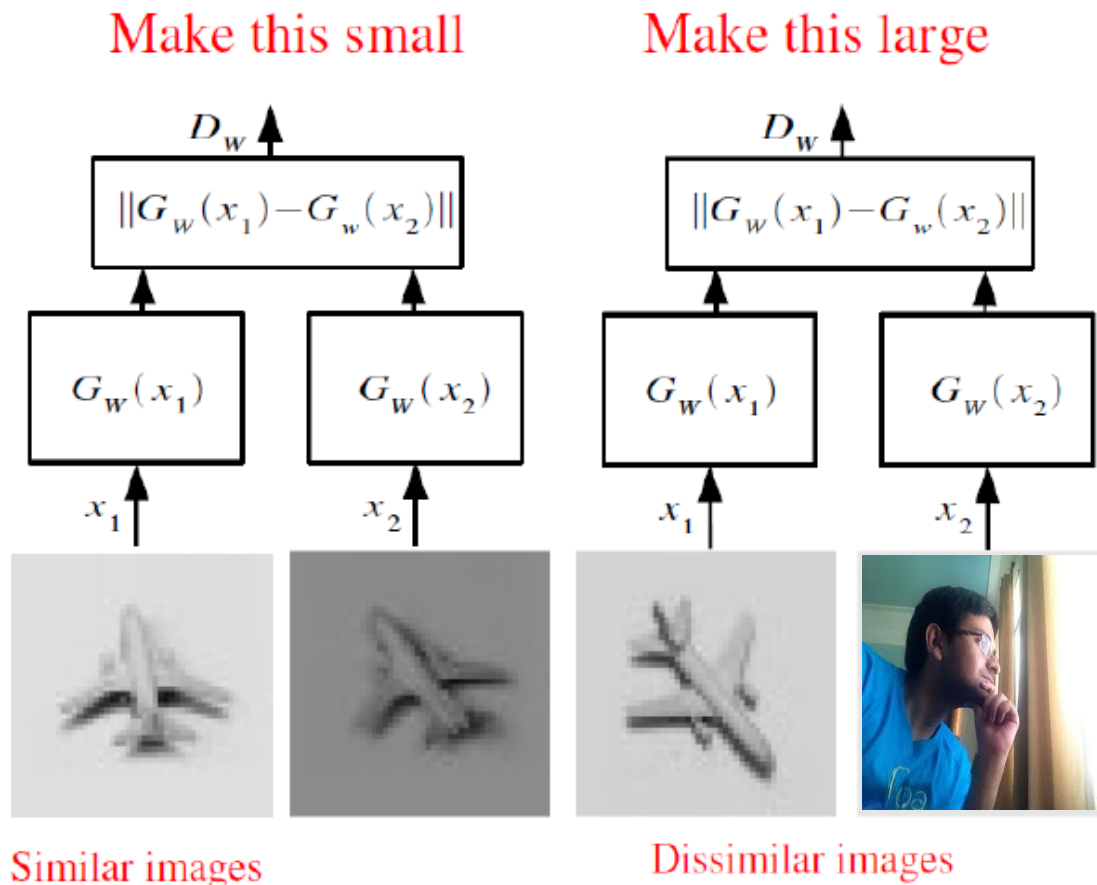 Make this small
Make this large
D_W
D_W
||G_W(x_1)-G_w(x_2)||
||G_W(x_1)-G_w(x_2)||
G_W(x_1)
G_W(x_2)
G_W(x_1)
G_W(x_2)
x_1
x_2
x_1
x_2
Similar images
Dissimilar images